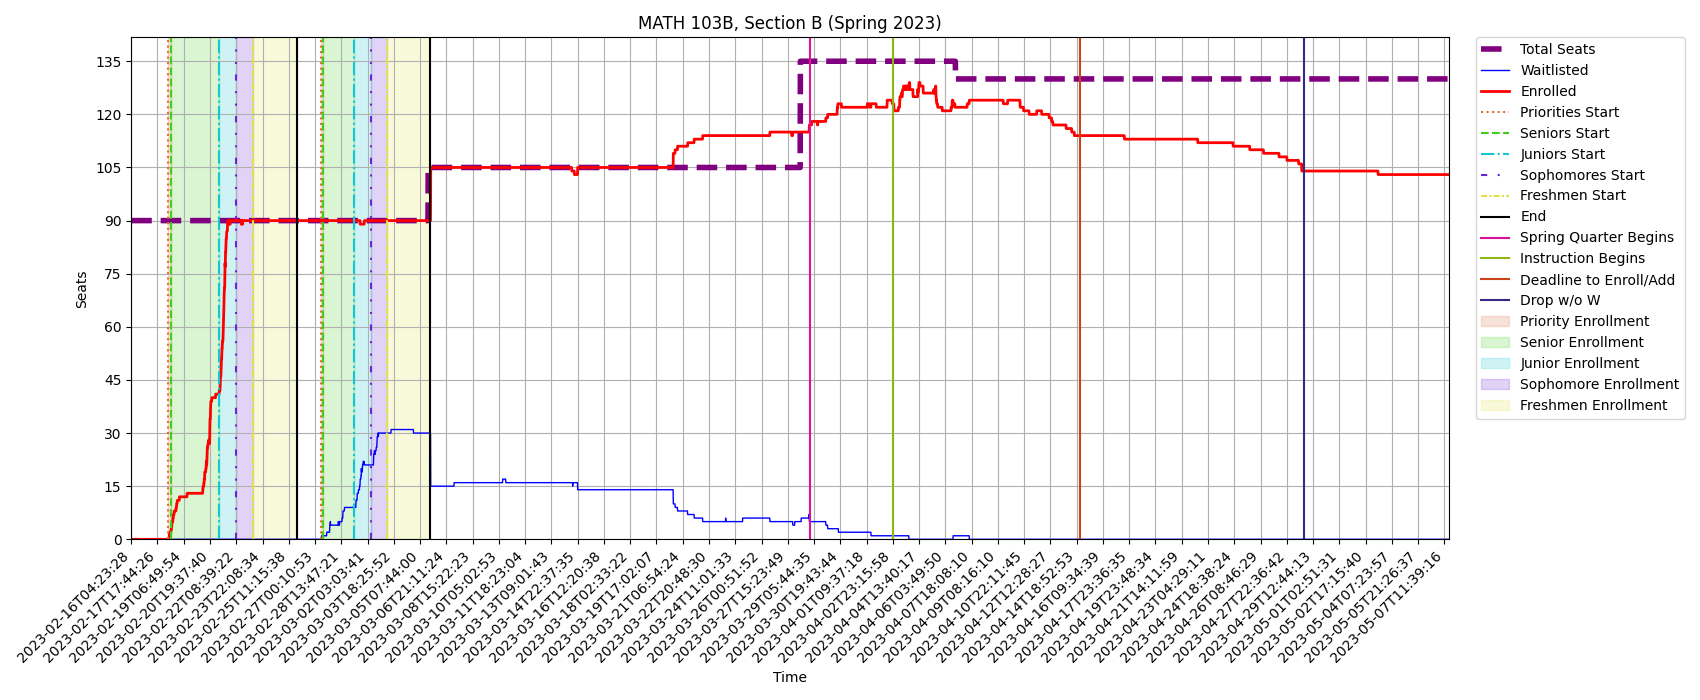 MATH 103B, Section B (Spring 2023)
Seats
135
120
105
90
75
60
45
30
15
0
2023-02-16T04:23:28
2023-02-17T17:44:26
2023-02-19T06:49:54
2023-02-20T19:37:40
2023-02-22T08:39:22
2023-02-23T22:08:34
2023-02-25T11:15:38
2023-02-27T00:10:53
2023-02-28T13:47:21
2023-03-02T03:03:41
2023-03-03T18:25:52
2023-03-05T07:44:00
2023-03-06T21:11:24
2023-03-08T15:22:23
2023-03-10T05:02:53
2023-03-11T18:23:04
2023-03-13T09:01:43
2023-03-14T22:37:35
2023-03-16T12:20:38
2023-03-18T02:33:22
2023-03-19T17:02:07
2023-03-21T06:54:24
2023-03-22T20:48:30
2023-03-24T11:01:33
2023-03-26T00:51:52
2023-03-27T15:23:49
2023-03-29T05:44:35
2023-03-30T19:43:44
2023-04-01T09:37:18
2023-04-02T23:15:58
2023-04-04T13:40:17
2023-04-06T03:49:50
2023-04-07T18:08:10
2023-04-09T08:16:10
2023-04-10T22:11:45
2023-04-12T12:28:27
2023-04-14T18:52:53
2023-04-16T09:34:39
2023-04-17T23:36:35
2023-04-19T23:48:34
2023-04-21T14:11:59
2023-04-23T04:29:11
2023-04-24T18:38:24
2023-04-26T08:46:29
2023-04-27T22:36:42
2023-04-29T12:44:13
2023-05-01T02:51:31
2023-05-02T17:15:40
2023-05-04T07:23:57
2023-05-05T21:26:37
2023-05-07T11:39:16
Time
Total Seats
Waitlisted
Enrolled
Priorities Start
Seniors Start
Juniors Start
Sophomores Start
Freshmen Start
End
Spring Quarter Begins
Instruction Begins
Deadline to Enroll/Add
Drop w/o W
Priority Enrollment
Senior Enrollment
Junior Enrollment
Sophomore Enrollment
Freshmen Enrollment